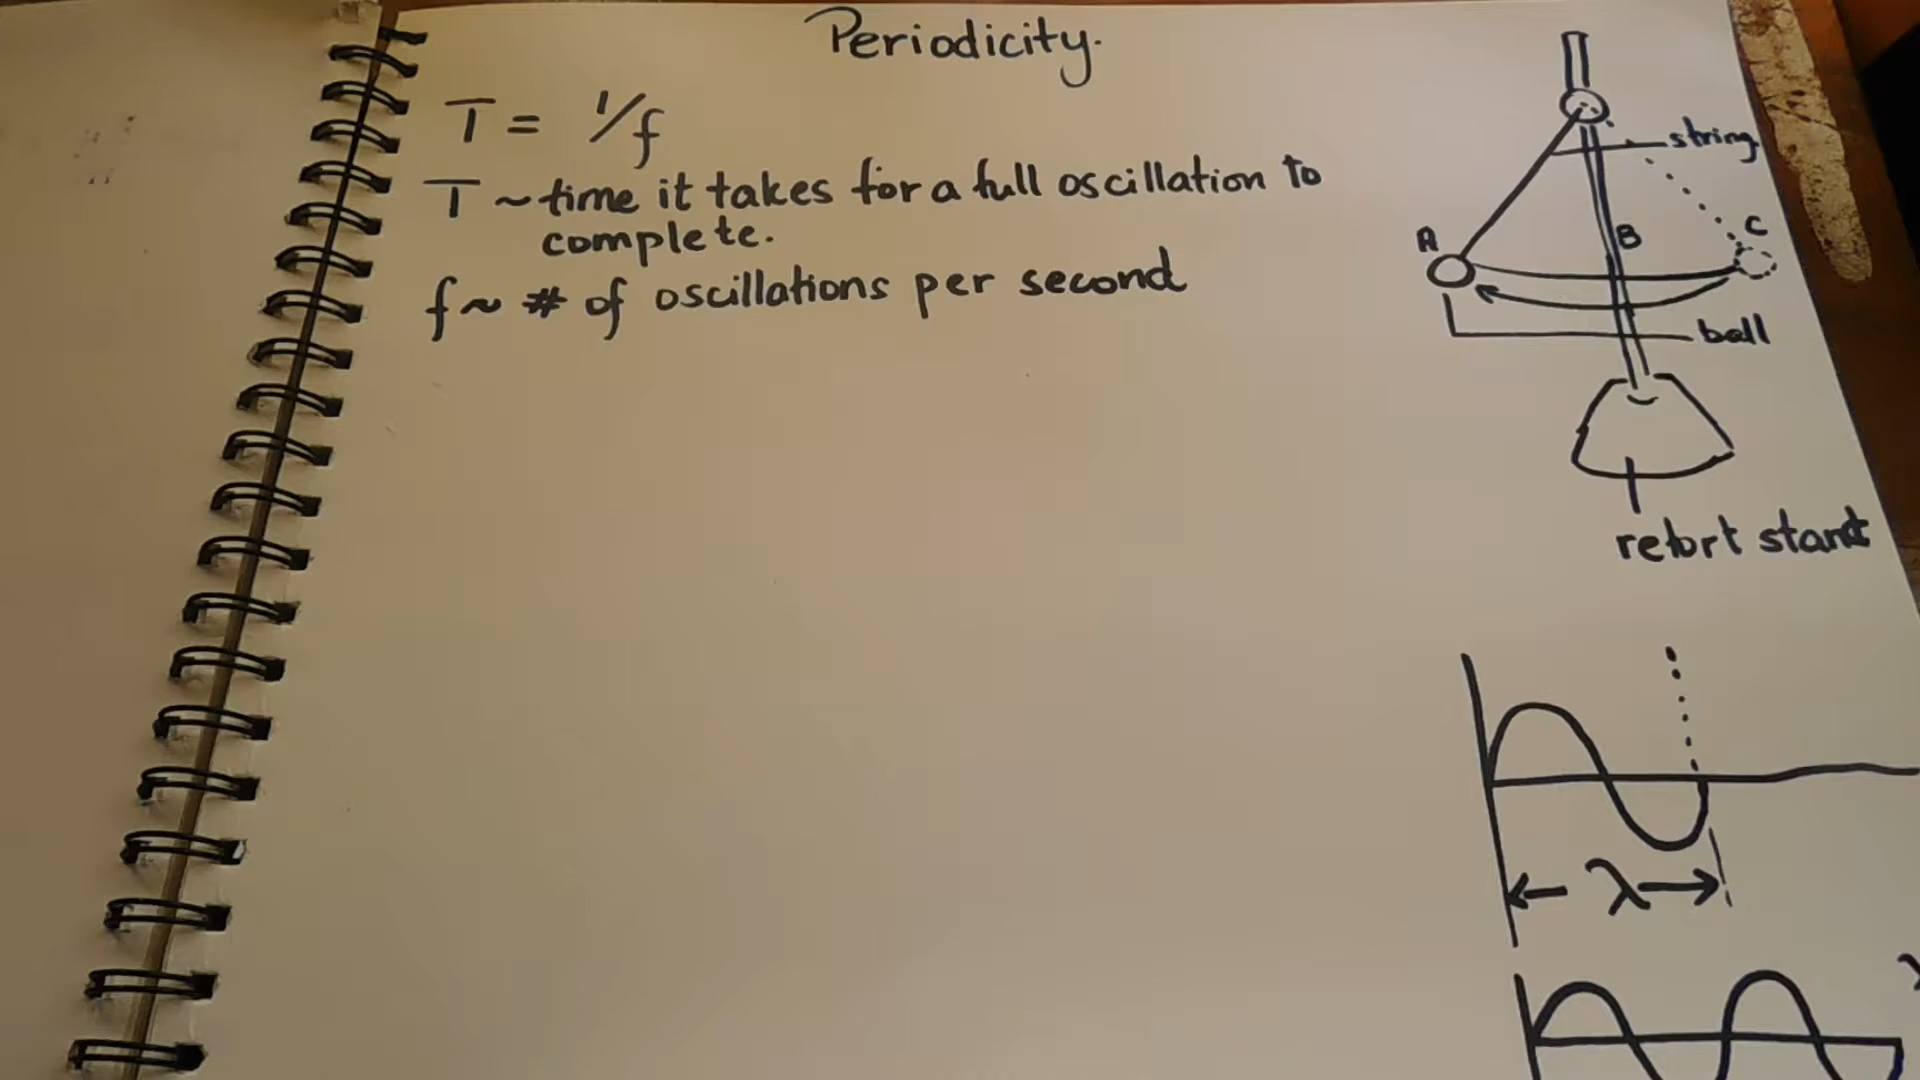 Periodicity.
T = 1/f
T ~ time it takes for a full oscillation to
complete.
f ~ # of oscillations per second
string
A
B
C
ball
retort stand
← λ →